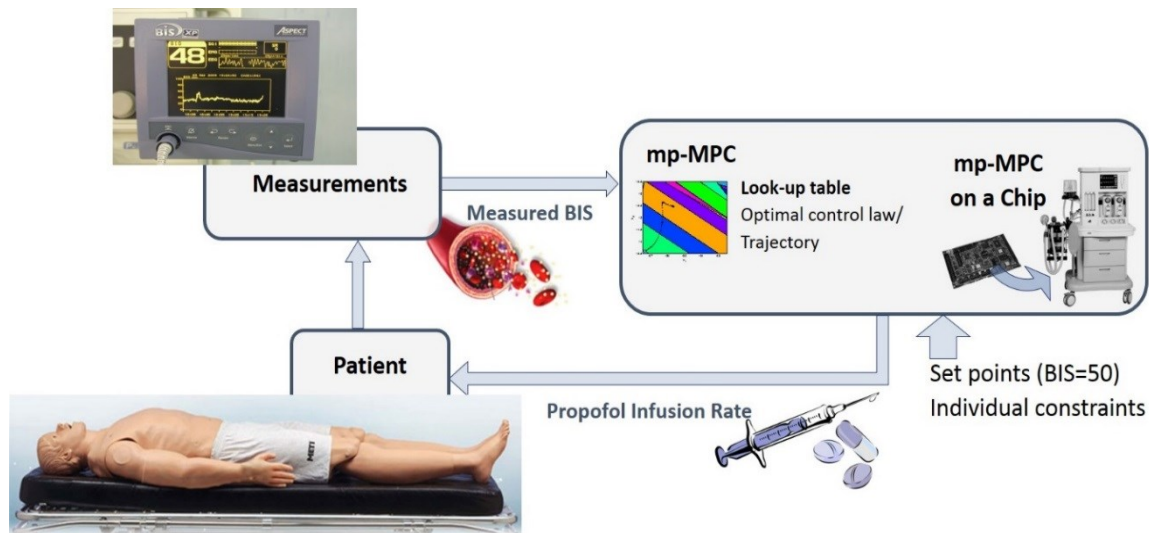 BIS XP
ASPECT
48
Measurements
Measured BIS
mp-MPC
Look-up table
Optimal control law/
Trajectory
mp-MPC
on a Chip
Patient
Set points (BIS=50)
Individual constraints
Propofol Infusion Rate
METI